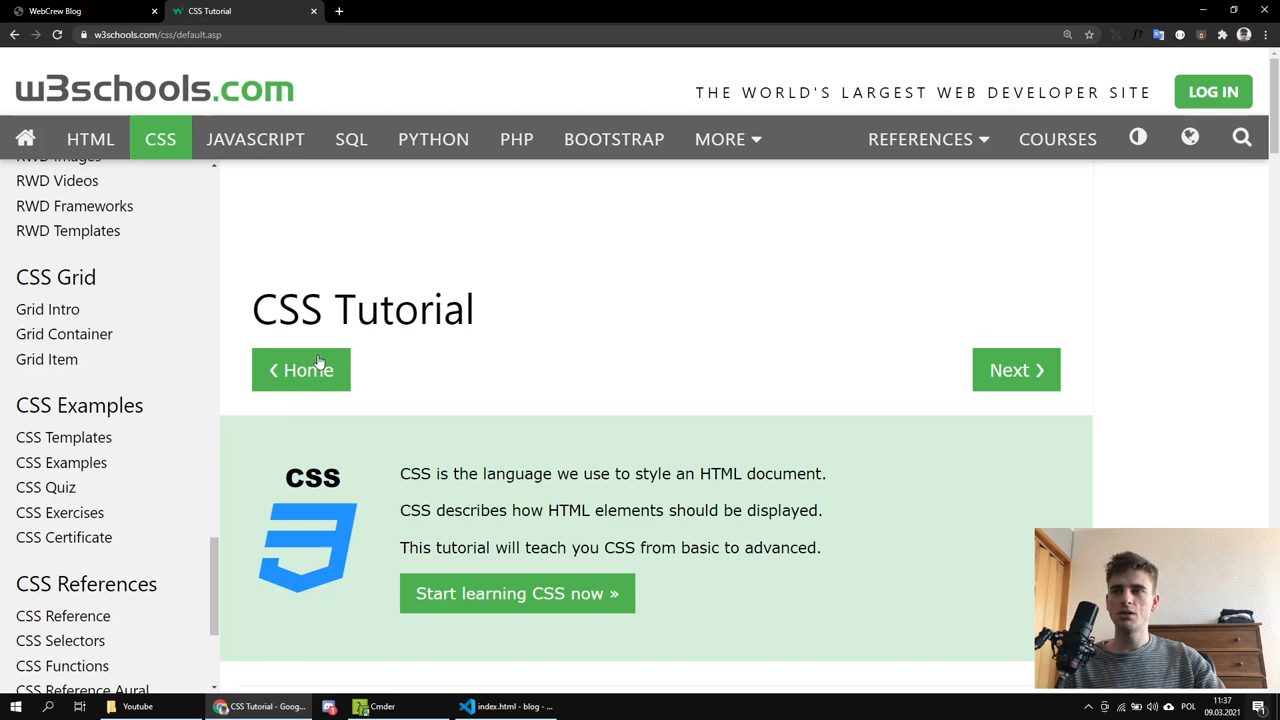 WebCrew Blog
CSS Tutorial
w3schools.com/css/default.asp
w3schools.com
THE WORLD'S LARGEST WEB DEVELOPER SITE
LOG IN
HTML
CSS
JAVASCRIPT
SQL
PYTHON
PHP
BOOTSTRAP
MORE
REFERENCES
COURSES
RWD Images
RWD Videos
RWD Frameworks
RWD Templates
CSS Grid
Grid Intro
Grid Container
Grid Item
CSS Examples
CSS Templates
CSS Examples
CSS Quiz
CSS Exercises
CSS Certificate
CSS References
CSS Reference
CSS Selectors
CSS Functions
CSS Reference Aural
CSS Tutorial
❮ Home
Next ❯
CSS
CSS is the language we use to style an HTML document.
CSS describes how HTML elements should be displayed.
This tutorial will teach you CSS from basic to advanced.
Start learning CSS now »
Youtube
CSS Tutorial - Goog...
Cmder
index.html - blog - ...
POL
11:37
09.03.2021